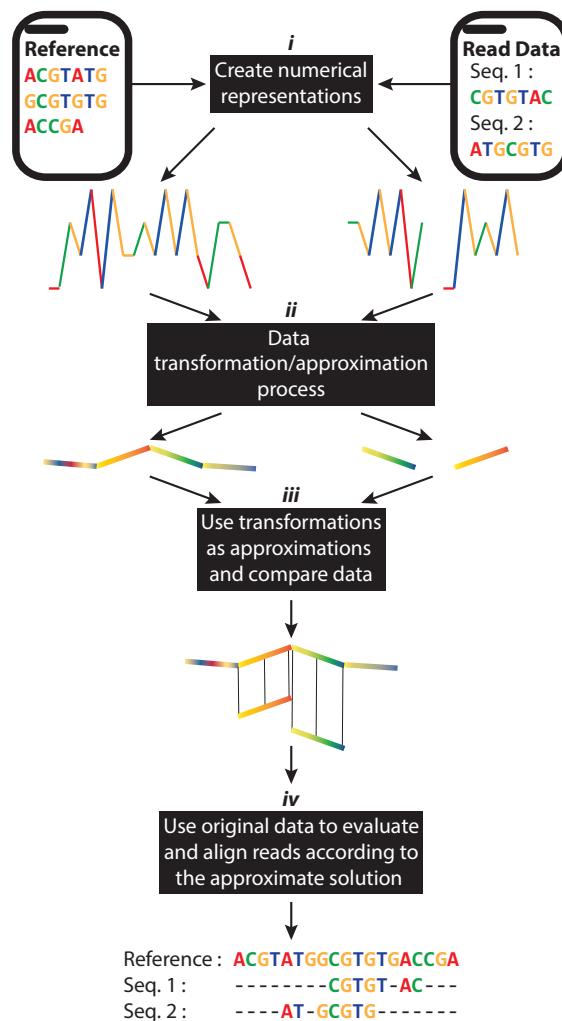 Reference
ACGTATG
GCGTGTG
ACCGA
i
Create numerical
representations
Read Data
Seq. 1 :
CGTGTAC
Seq. 2 :
ATGCGTG
ii
Data
transformation/approximation
process
iii
Use transformations
as approximations
and compare data
iv
Use original data to evaluate
and align reads according to
the approximate solution
Reference : ACGTATGGCGTGTGACCGA
Seq. 1 : --------CGTGT-AC---
Seq. 2 : ----AT-GCGTG-------